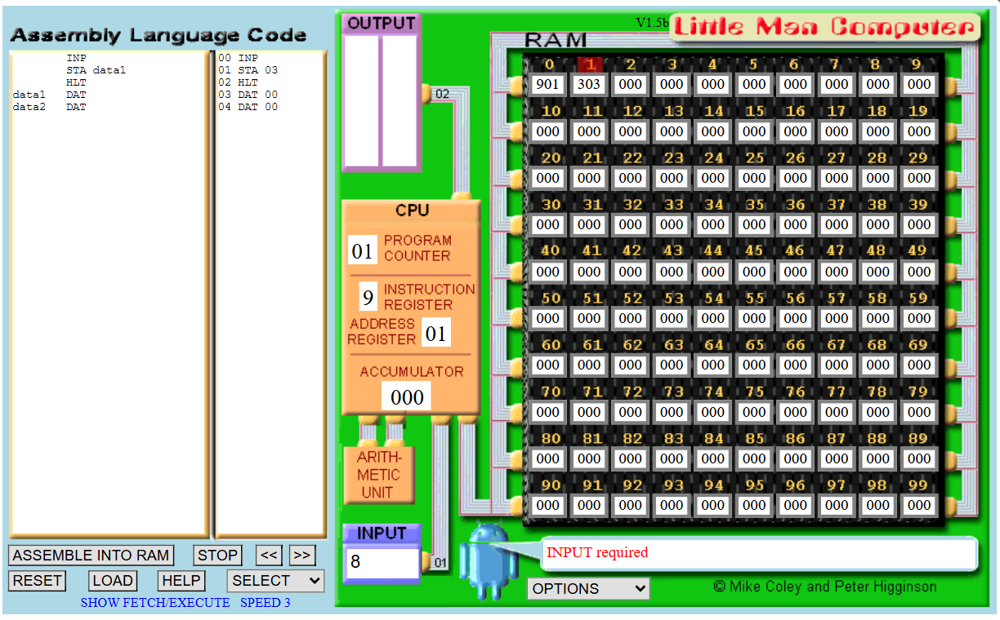 Assembly Language Code
INP
STA data1
HLT
data1 DAT
data2 DAT
00 INP
01 STA 03
02 HLT
03 DAT 00
04 DAT 00
ASSEMBLE INTO RAM STOP << >>
RESET LOAD HELP SELECT
SHOW FETCH/EXECUTE SPEED 3
OUTPUT
02
CPU
01 PROGRAM
COUNTER
9 INSTRUCTION
REGISTER
ADDRESS
REGISTER 01
ACCUMULATOR
000
ARITH-
METIC
UNIT
INPUT
8
01
V1.5b Little Man Computer
RAM
0 1 2 3 4 5 6 7 8 9
901 303 000 000 000 000 000 000 000 000
10 11 12 13 14 15 16 17 18 19
000 000 000 000 000 000 000 000 000 000
20 21 22 23 24 25 26 27 28 29
000 000 000 000 000 000 000 000 000 000
30 31 32 33 34 35 36 37 38 39
000 000 000 000 000 000 000 000 000 000
40 41 42 43 44 45 46 47 48 49
000 000 000 000 000 000 000 000 000 000
50 51 52 53 54 55 56 57 58 59
000 000 000 000 000 000 000 000 000 000
60 61 62 63 64 65 66 67 68 69
000 000 000 000 000 000 000 000 000 000
70 71 72 73 74 75 76 77 78 79
000 000 000 000 000 000 000 000 000 000
80 81 82 83 84 85 86 87 88 89
000 000 000 000 000 000 000 000 000 000
90 91 92 93 94 95 96 97 98 99
000 000 000 000 000 000 000 000 000 000
INPUT required
OPTIONS
© Mike Coley and Peter Higginson